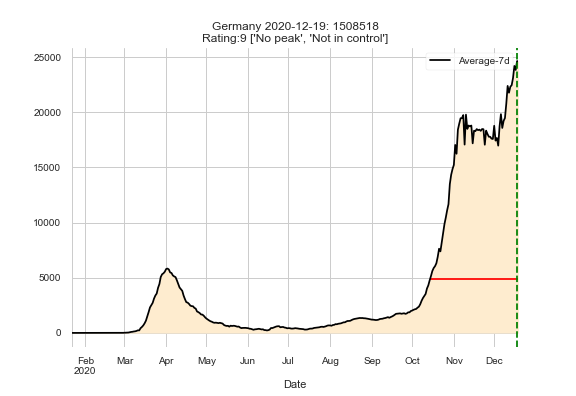 Germany 2020-12-19: 1508518
Rating:9 ['No peak', 'Not in control']
Average-7d
25000
20000
15000
10000
5000
0
Feb Mar Apr May Jun Jul Aug Sep Oct Nov Dec
2020
Date